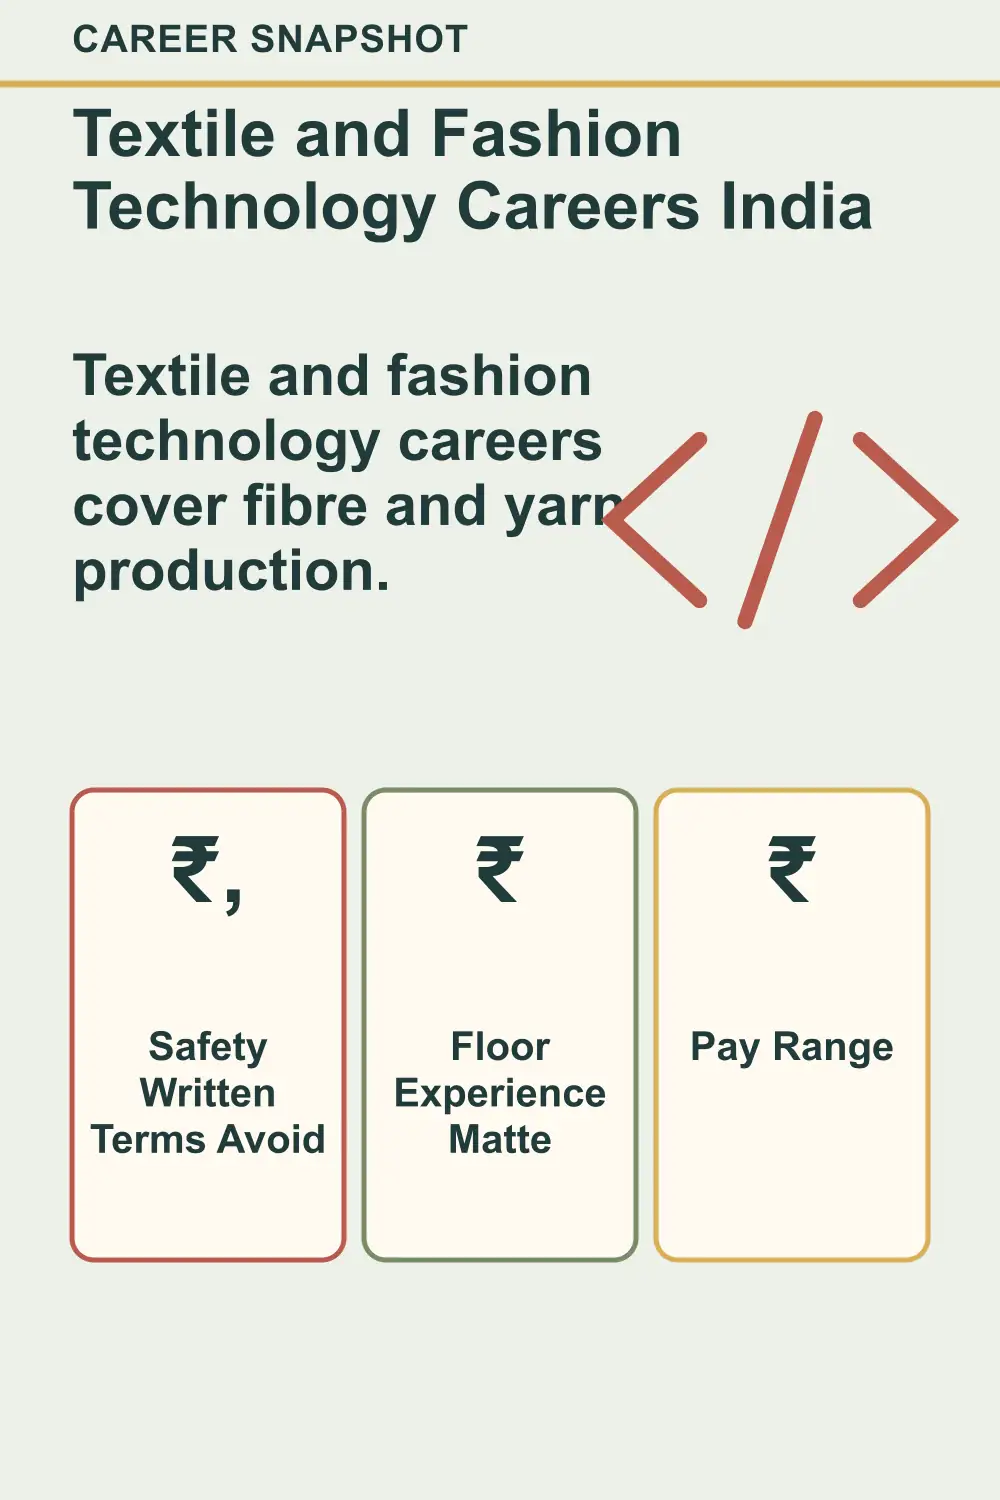 CAREER SNAPSHOT
Textile and Fashion
Technology Careers India
Textile and fashion
technology careers
cover fibre and yarn
production.
₹,
Safety
Written
Terms Avoid
₹
Floor
Experience
Matte
₹
Pay Range